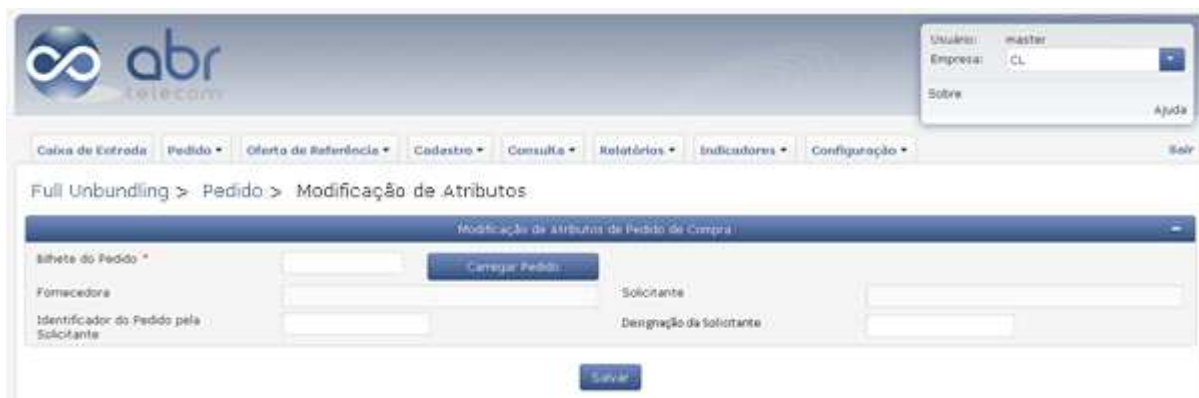 abr
telecom
Usuário: master
Empresa: CL
Sobre
Ajuda
Caixa de Entrada Pedido Oferta de Referência Cadastro Consulta Relatórios Indicadores Configuração Sair
Full Unbundling > Pedido > Modificação de Atributos
Modificação de Atributos de Pedido de Compra
Bilhete do Pedido * Carregar Pedido
Fornecedora Solicitante
Identificador do Pedido pela Solicitante Designação da Solicitante
Salvar